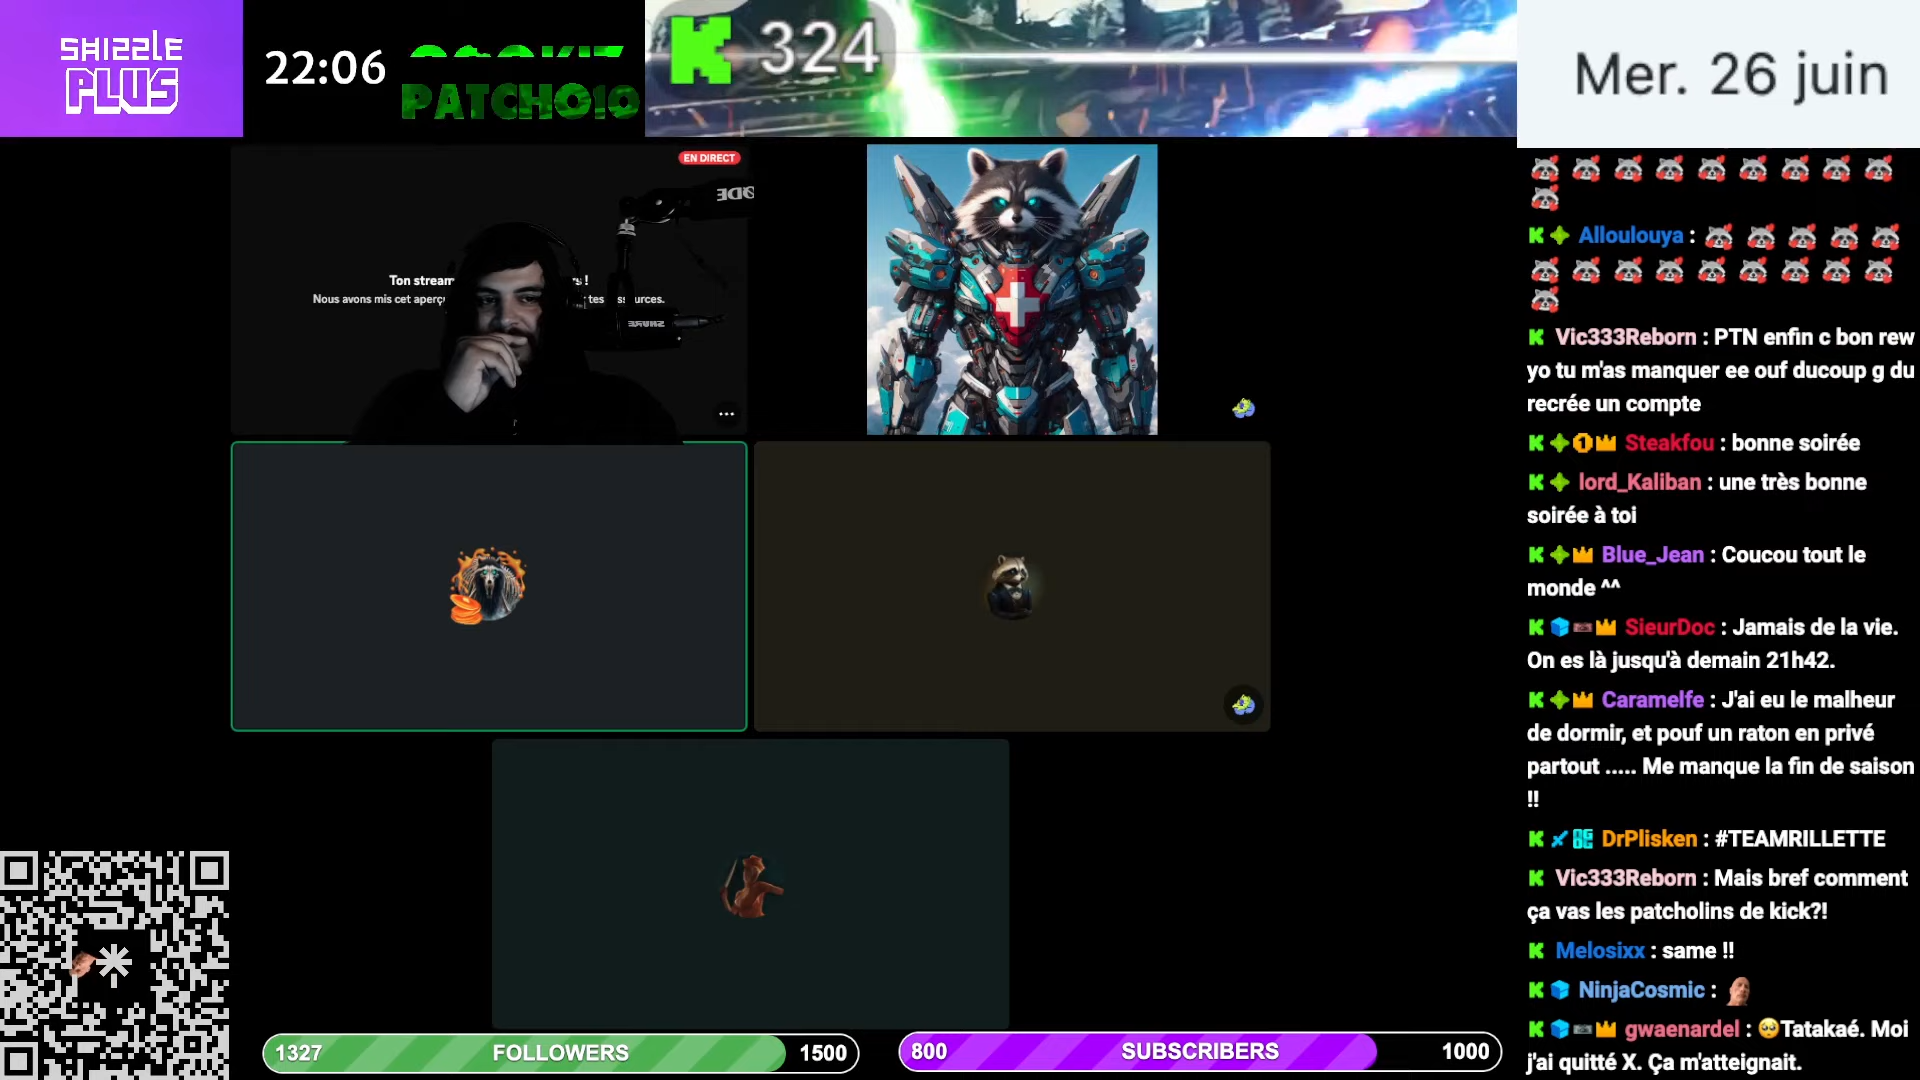 SHIZZLE
PLUS
22:06
PATCHO10
K 324
Mer. 26 juin
EN DIRECT
RODE
Ton stream
rs !
Nous avons mis cet aperçu
tes
SHURE
Alloulouya :
Vic333Reborn : PTN enfin c bon rew
yo tu m'as manquer ee ouf ducoup g du
recrée un compte
Steakfou : bonne soirée
lord_Kaliban : une très bonne
soirée à toi
Blue_Jean : Coucou tout le
monde ^^
SieurDoc : Jamais de la vie.
On es là jusqu'à demain 21h42.
Caramelfe : J'ai eu le malheur
de dormir, et pouf un raton en privé
partout ..... Me manque la fin de saison
!!
DrPlisken : #TEAMRILLETTE
Vic333Reborn : Mais bref comment
ça vas les patcholins de kick?!
Melosixx : same !!
NinjaCosmic :
gwaenardel : 🥺Tatakaé. Moi
j'ai quitté X. Ça m'atteignait.
1327 FOLLOWERS 1500
800 SUBSCRIBERS 1000